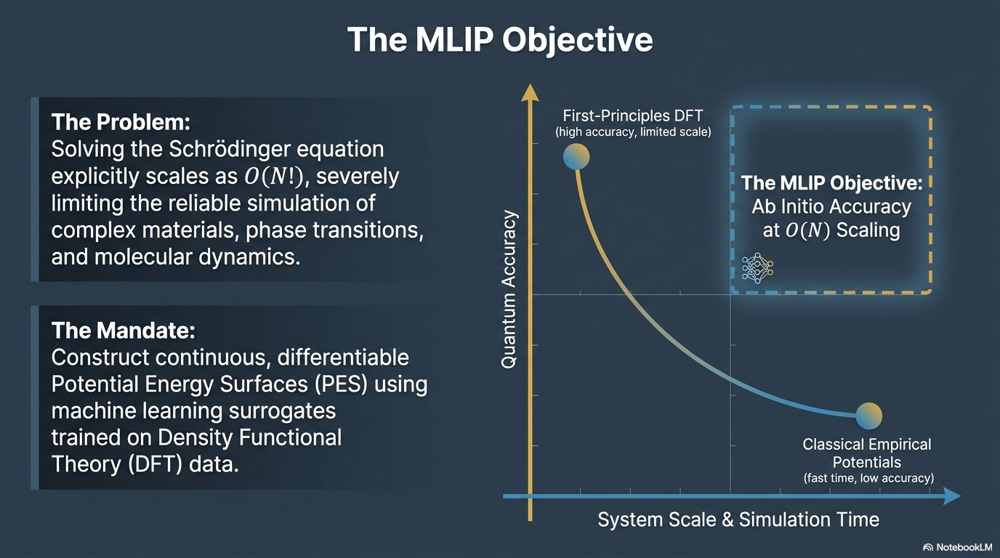 The MLIP Objective
The Problem:
Solving the Schrödinger equation
explicitly scales as O(N!), severely
limiting the reliable simulation of
complex materials, phase transitions,
and molecular dynamics.
The Mandate:
Construct continuous, differentiable
Potential Energy Surfaces (PES) using
machine learning surrogates
trained on Density Functional
Theory (DFT) data.
Quantum Accuracy
First-Principles DFT
(high accuracy, limited scale)
The MLIP Objective:
Ab Initio Accuracy
at O(N) Scaling
Classical Empirical
Potentials
(fast time, low accuracy)
System Scale & Simulation Time
NotebookLM